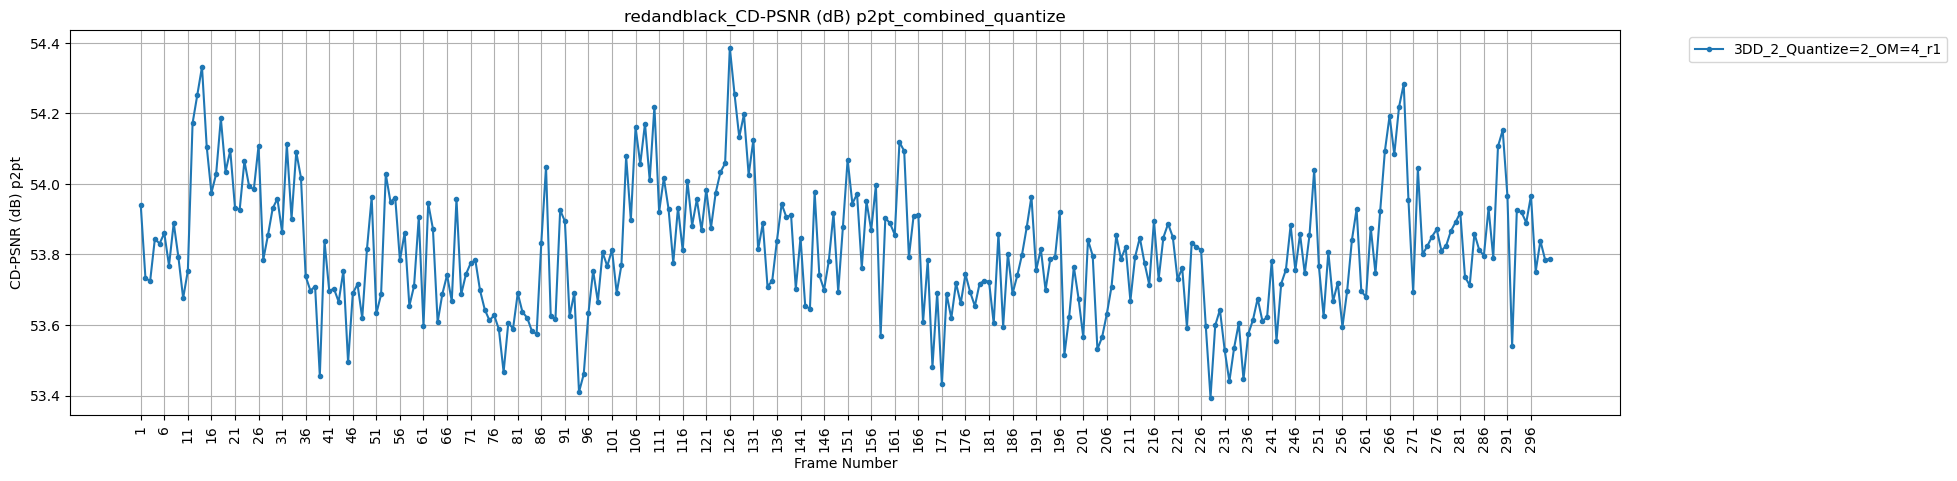 redandblack_CD-PSNR (dB) p2pt_combined_quantize
3DD_2_Quantize=2_OM=4_r1
CD-PSNR (dB) p2pt
54.4
54.2
54.0
53.8
53.6
53.4
1 6 11 16 21 26 31 36 41 46 51 56 61 66 71 76 81 86 91 96 101 106 111 116 121 126 131 136 141 146 151 156 161 166 171 176 181 186 191 196 201 206 211 216 221 226 231 236 241 246 251 256 261 266 271 276 281 286 291 296
Frame Number